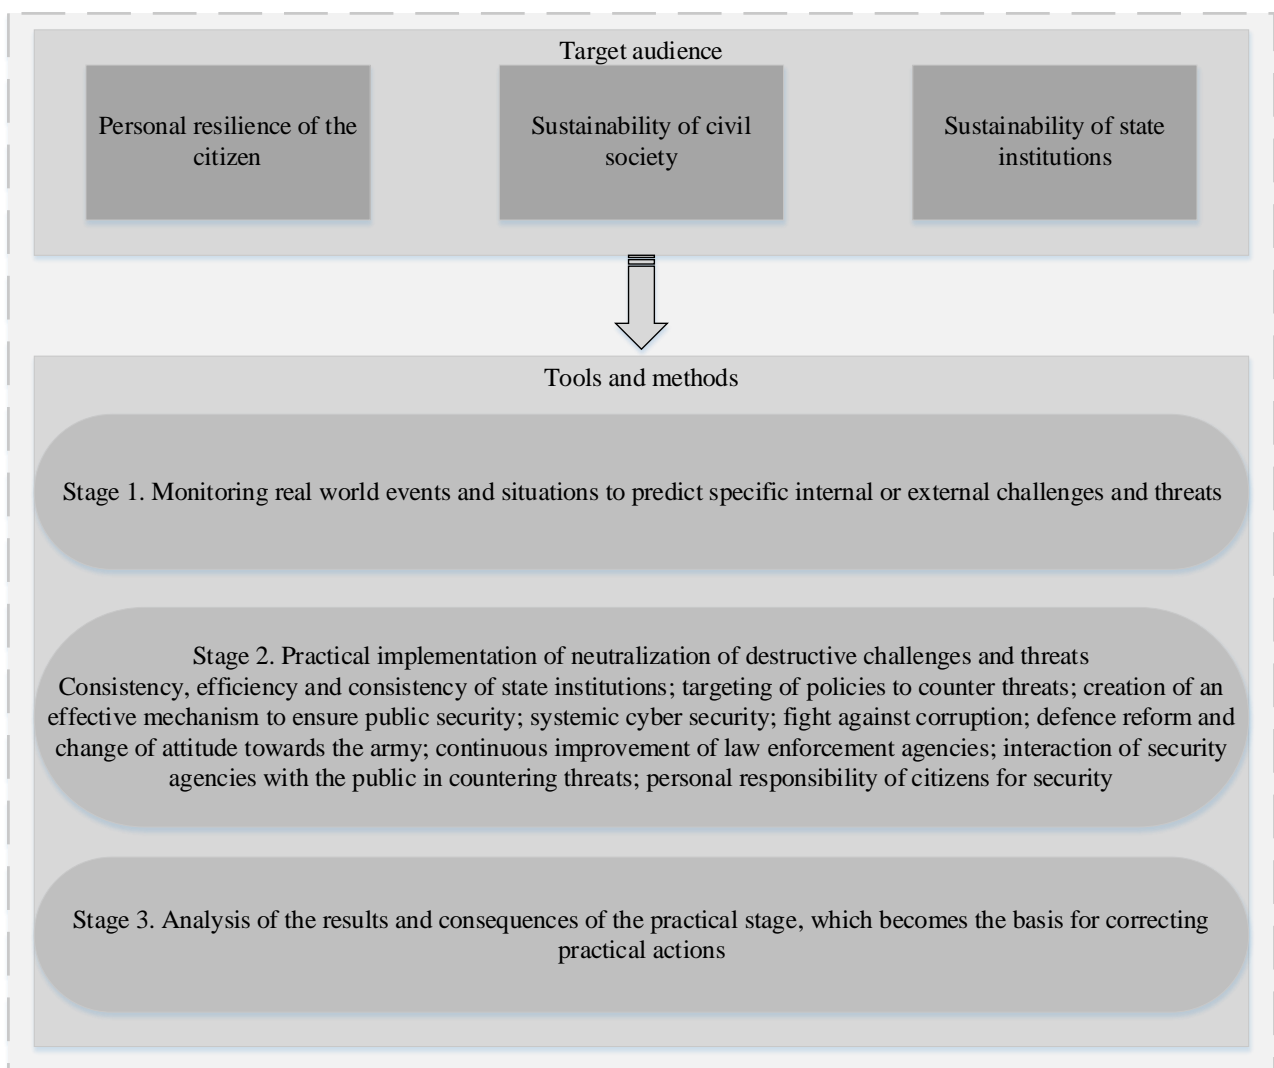 Target audience
Personal resilience of the
citizen
Sustainability of civil
society
Sustainability of state
institutions
Tools and methods
Stage 1. Monitoring real world events and situations to predict specific internal or external challenges and threats
Stage 2. Practical implementation of neutralization of destructive challenges and threats
Consistency, efficiency and consistency of state institutions; targeting of policies to counter threats; creation of an
effective mechanism to ensure public security; systemic cyber security; fight against corruption; defence reform and
change of attitude towards the army; continuous improvement of law enforcement agencies; interaction of security
agencies with the public in countering threats; personal responsibility of citizens for security
Stage 3. Analysis of the results and consequences of the practical stage, which becomes the basis for correcting
practical actions